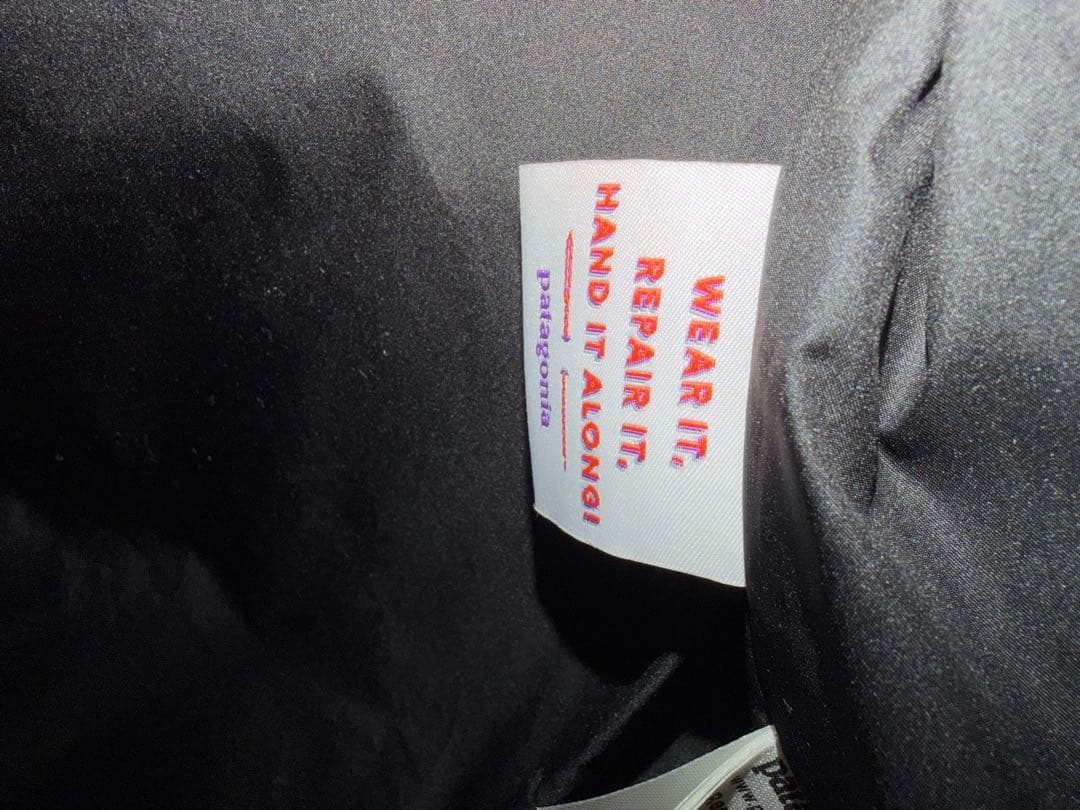 WEAR IT.
REPAIR IT.
HAND IT ALONG!
patagonia